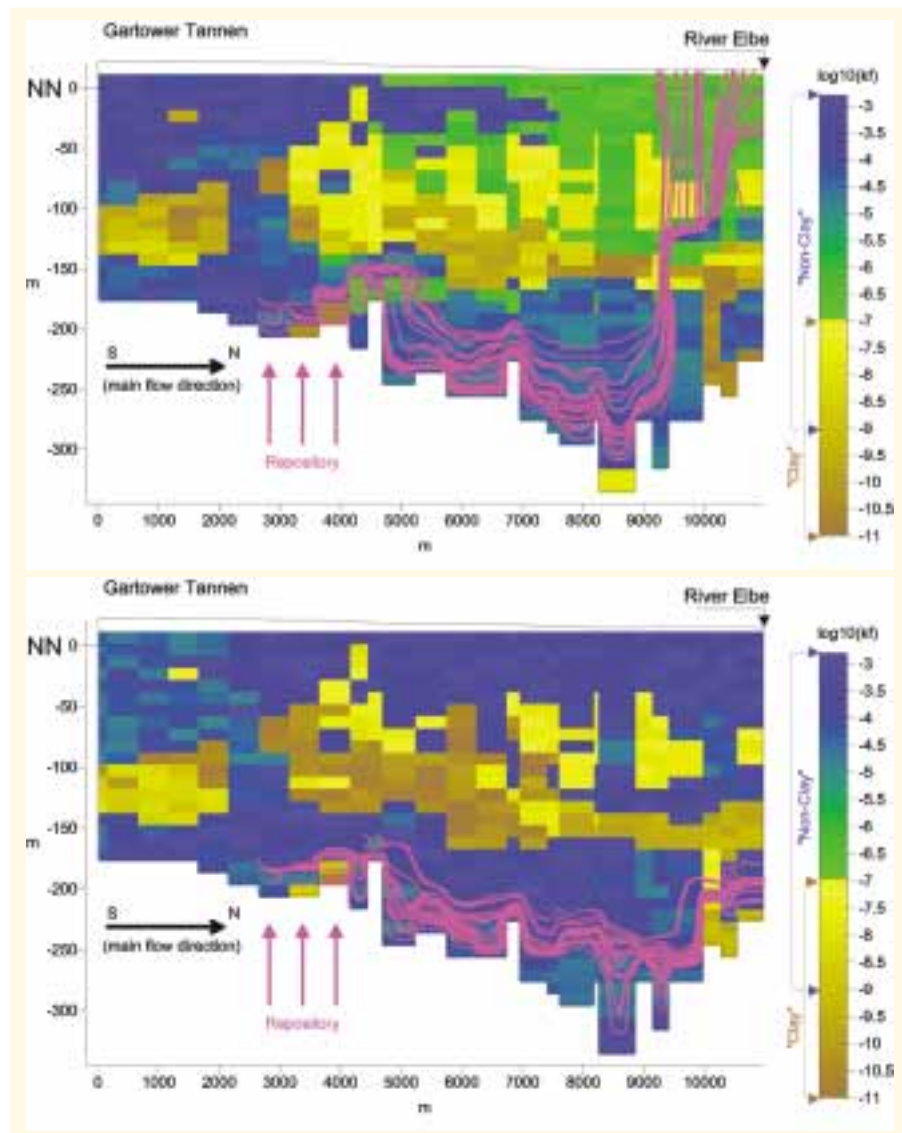 Gartower Tannen
River Elbe
log10(kf)
NN 0
-50
-100
-150
m
-200
-250
-300
S N
(main flow direction)
Repository
0 1000 2000 3000 4000 5000 6000 7000 8000 9000 10000
m
-3
-3.5
-4
-4.5
-5
-5.5
-6
-6.5
-7
-7.5
-8
-8.5
-9
-9.5
-10
-10.5
-11
"Non-Clay"
"Clay"
Gartower Tannen
River Elbe
log10(kf)
NN 0
-50
-100
-150
m
-200
-250
-300
S N
(main flow direction)
Repository
0 1000 2000 3000 4000 5000 6000 7000 8000 9000 10000
m
-3
-3.5
-4
-4.5
-5
-5.5
-6
-6.5
-7
-7.5
-8
-8.5
-9
-9.5
-10
-10.5
-11
"Non-Clay"
"Clay"